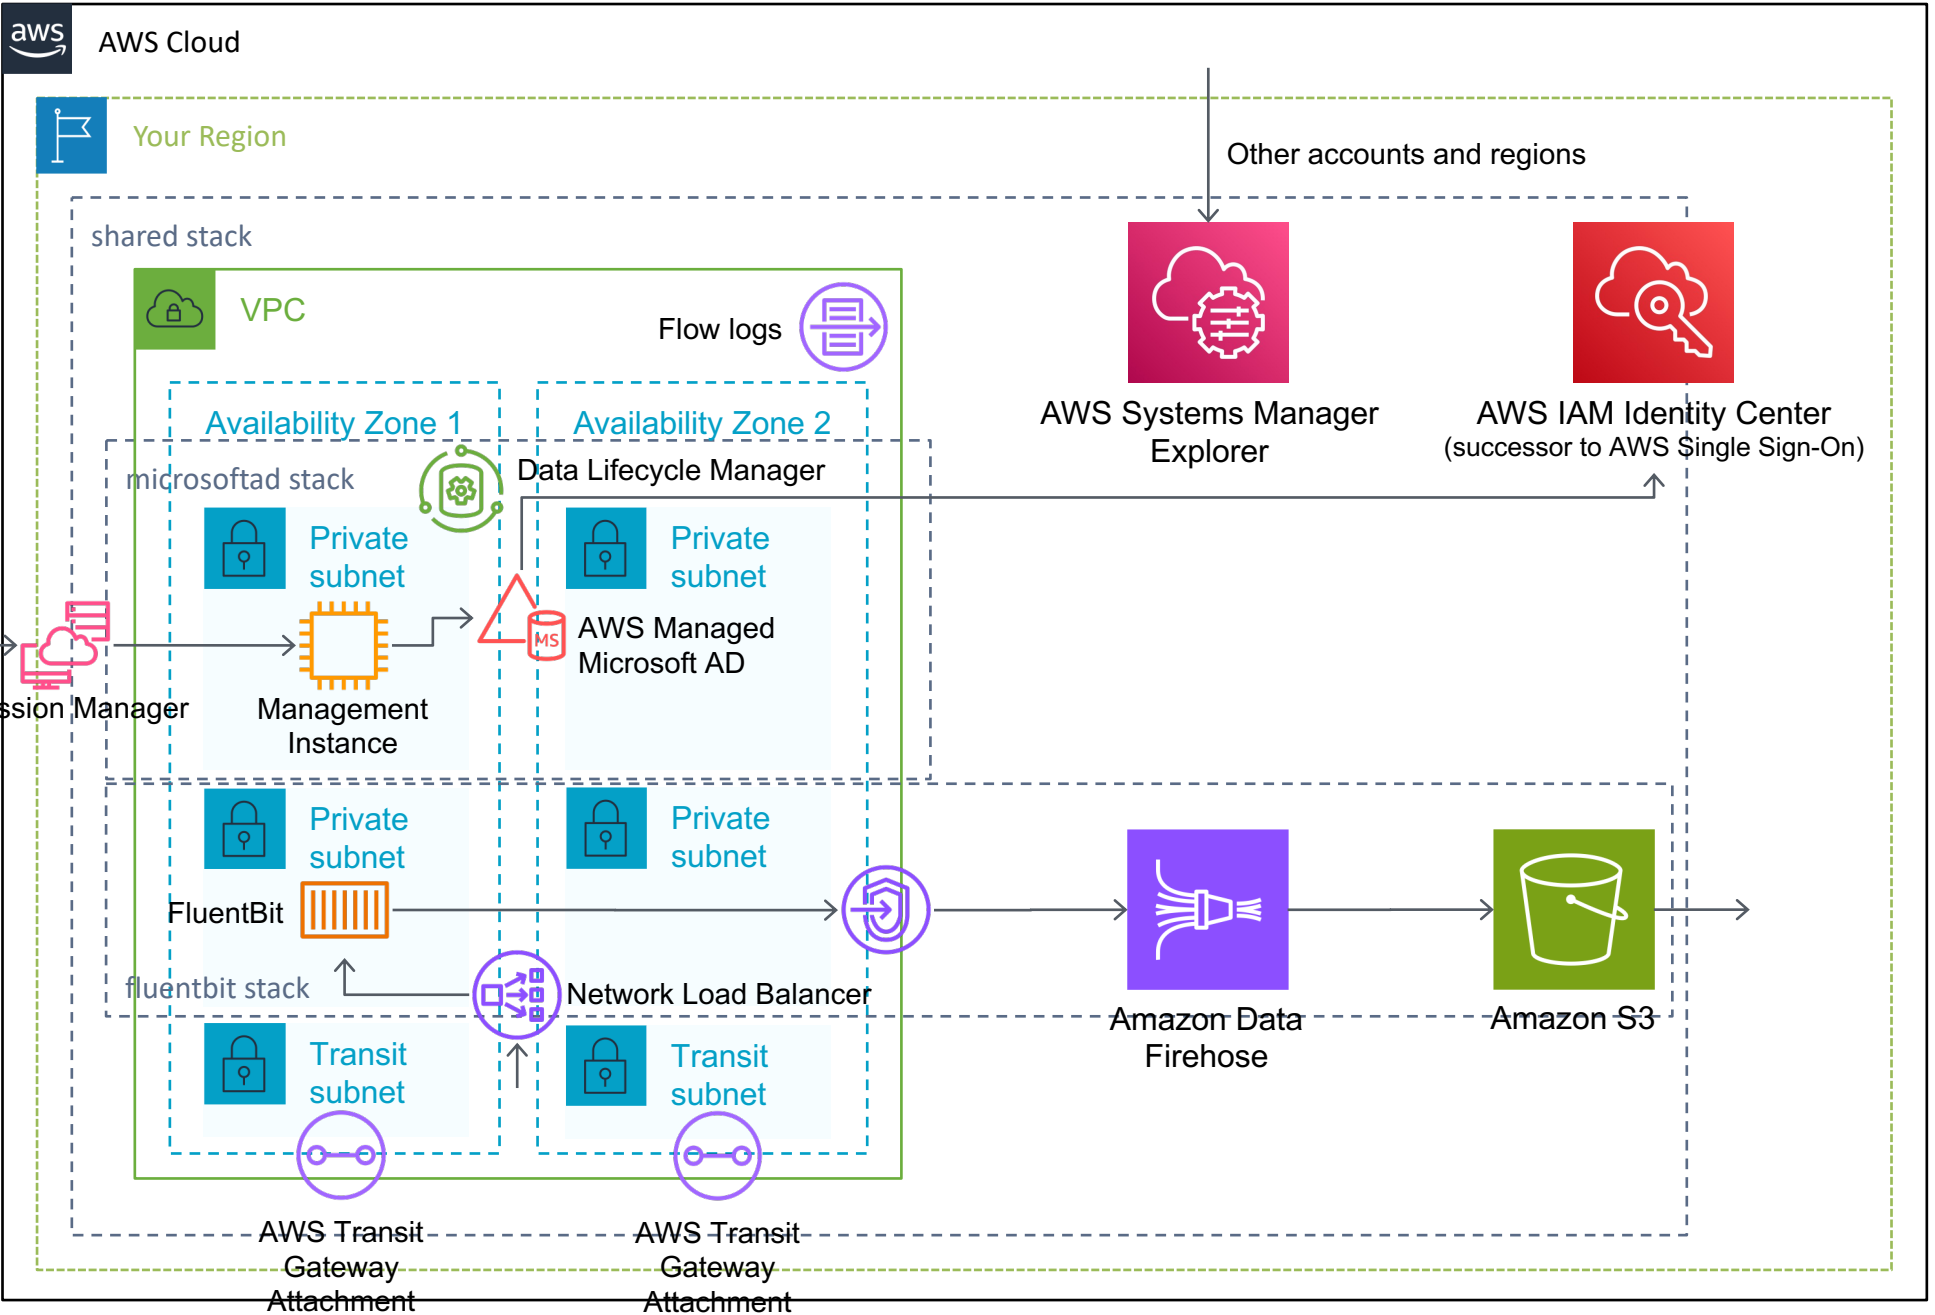 aws
AWS Cloud
Your Region
Other accounts and regions
shared stack
VPC
Flow logs
AWS Systems Manager
Explorer
AWS IAM Identity Center
(successor to AWS Single Sign-On)
Availability Zone 1
Availability Zone 2
microsoftad stack
Data Lifecycle Manager
Private
subnet
Private
subnet
MS
AWS Managed
Microsoft AD
ssion Manager
Management
Instance
Private
subnet
Private
subnet
FluentBit
fluentbit stack
Network Load Balancer
Amazon Data
Firehose
Amazon S3
Transit
subnet
Transit
subnet
AWS Transit
Gateway
Attachment
AWS Transit
Gateway
Attachment